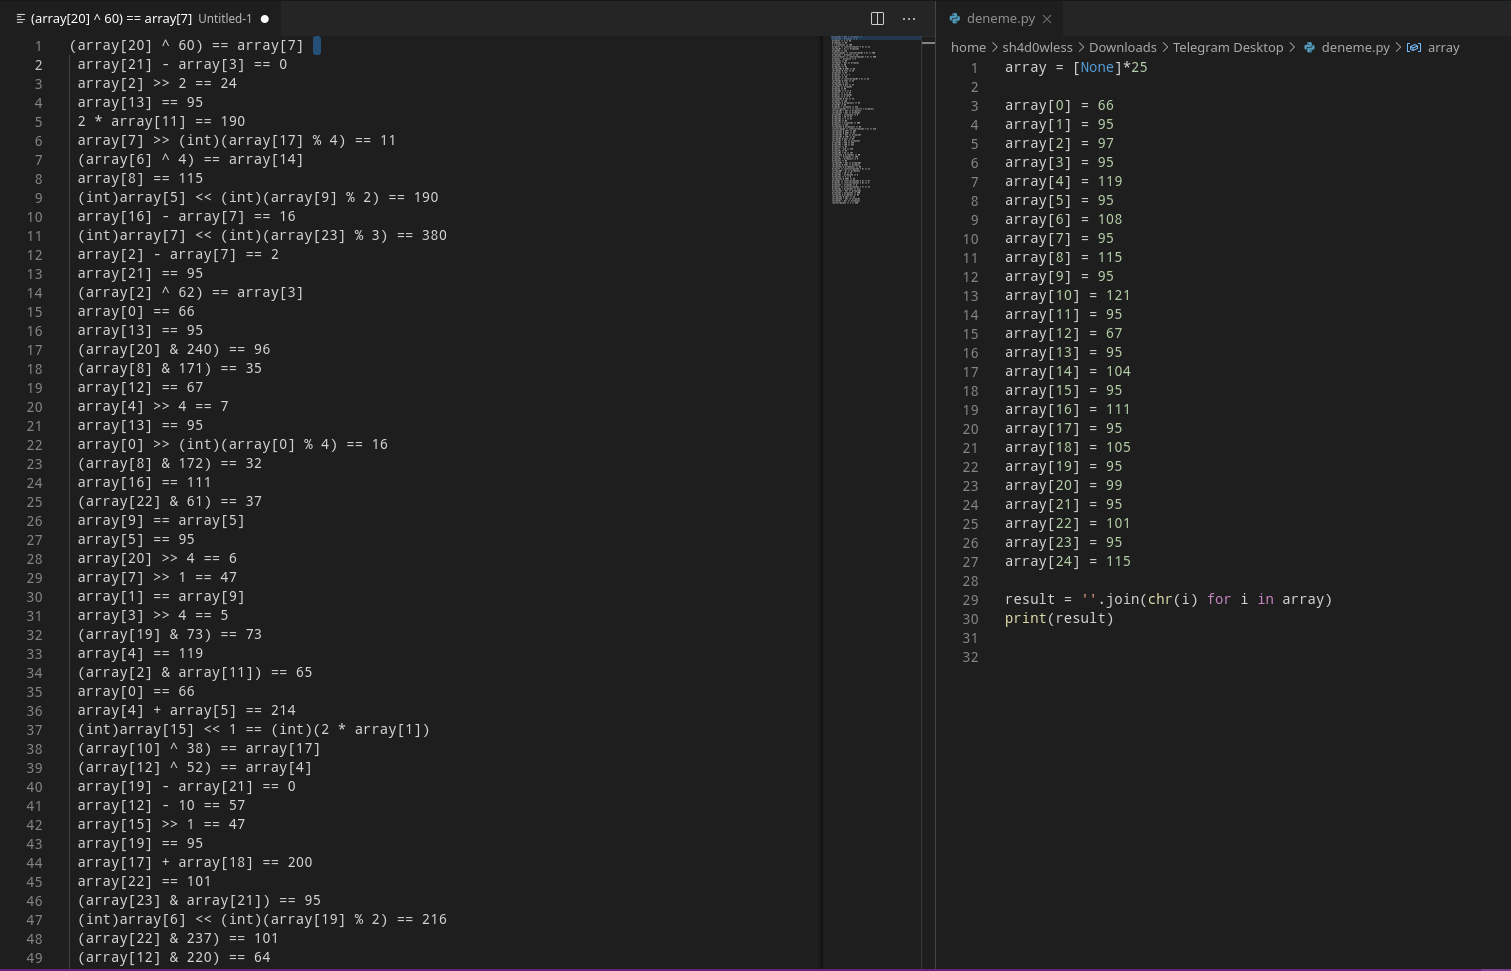 (array[20] ^ 60) == array[7] Untitled-1
1 (array[20] ^ 60) == array[7]
2 array[21] - array[3] == 0
3 array[2] >> 2 == 24
4 array[13] == 95
5 2 * array[11] == 190
6 array[7] >> (int)(array[17] % 4) == 11
7 (array[6] ^ 4) == array[14]
8 array[8] == 115
9 (int)array[5] << (int)(array[9] % 2) == 190
10 array[16] - array[7] == 16
11 (int)array[7] << (int)(array[23] % 3) == 380
12 array[2] - array[7] == 2
13 array[21] == 95
14 (array[2] ^ 62) == array[3]
15 array[0] == 66
16 array[13] == 95
17 (array[20] & 240) == 96
18 (array[8] & 171) == 35
19 array[12] == 67
20 array[4] >> 4 == 7
21 array[13] == 95
22 array[0] >> (int)(array[0] % 4) == 16
23 (array[8] & 172) == 32
24 array[16] == 111
25 (array[22] & 61) == 37
26 array[9] == array[5]
27 array[5] == 95
28 array[20] >> 4 == 6
29 array[7] >> 1 == 47
30 array[1] == array[9]
31 array[3] >> 4 == 5
32 (array[19] & 73) == 73
33 array[4] == 119
34 (array[2] & array[11]) == 65
35 array[0] == 66
36 array[4] + array[5] == 214
37 (int)array[15] << 1 == (int)(2 * array[1])
38 (array[10] ^ 38) == array[17]
39 (array[12] ^ 52) == array[4]
40 array[19] - array[21] == 0
41 array[12] - 10 == 57
42 array[15] >> 1 == 47
43 array[19] == 95
44 array[17] + array[18] == 200
45 array[22] == 101
46 (array[23] & array[21]) == 95
47 (int)array[6] << (int)(array[19] % 2) == 216
48 (array[22] & 237) == 101
49 (array[12] & 220) == 64
deneme.py
home > sh4d0wless > Downloads > Telegram Desktop > deneme.py > array
1 array = [None]*25
2
3 array[0] = 66
4 array[1] = 95
5 array[2] = 97
6 array[3] = 95
7 array[4] = 119
8 array[5] = 95
9 array[6] = 108
10 array[7] = 95
11 array[8] = 115
12 array[9] = 95
13 array[10] = 121
14 array[11] = 95
15 array[12] = 67
16 array[13] = 95
17 array[14] = 104
18 array[15] = 95
19 array[16] = 111
20 array[17] = 95
21 array[18] = 105
22 array[19] = 95
23 array[20] = 99
24 array[21] = 95
25 array[22] = 101
26 array[23] = 95
27 array[24] = 115
28
29 result = ''.join(chr(i) for i in array)
30 print(result)
31
32